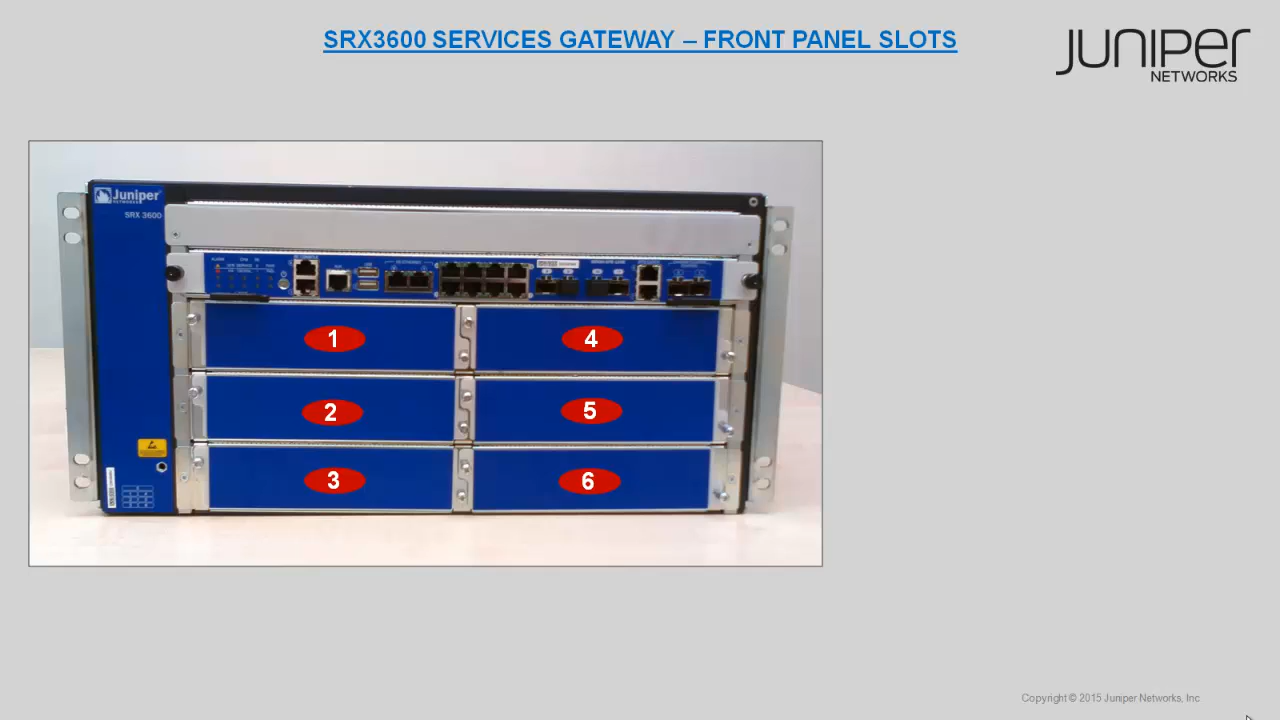 SRX3600 SERVICES GATEWAY – FRONT PANEL SLOTS
JUNIPER
NETWORKS
Juniper
NETWORKS
SRX 3600
1
4
2
5
3
6
Copyright © 2015 Juniper Networks, Inc